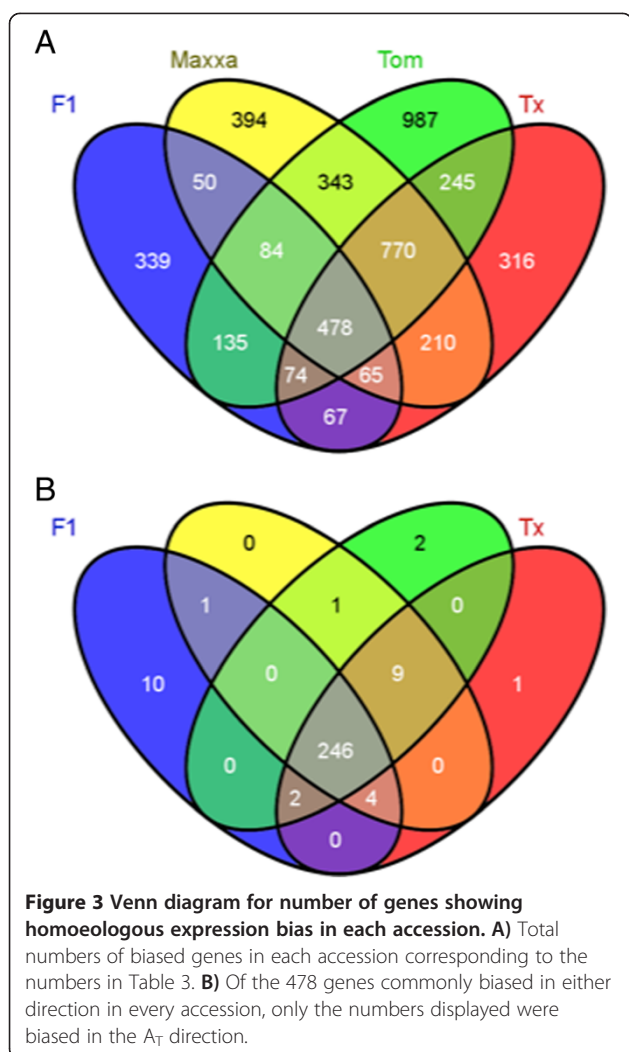 A
Maxxa
Tom
F1
Tx
394
987
50
343
245
339
84
770
316
478
135
210
74
65
67
B
F1
Tx
0
2
1
1
0
10
0
9
1
246
0
0
2
4
0
Figure 3 Venn diagram for number of genes showing
homoeologous expression bias in each accession. A) Total
numbers of biased genes in each accession corresponding to the
numbers in Table 3. B) Of the 478 genes commonly biased in either
direction in every accession, only the numbers displayed were
biased in the AT direction.